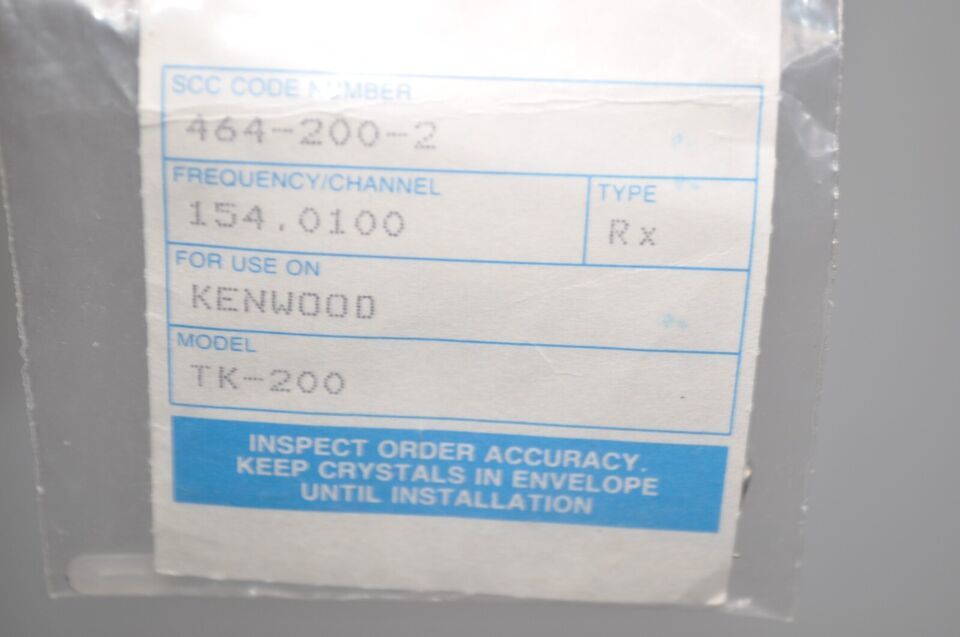 SCC CODE NUMBER
464-200-2
FREQUENCY/CHANNEL
154.0100
TYPE
Rx
FOR USE ON
KENWOOD
MODEL
TK-200
INSPECT ORDER ACCURACY.
KEEP CRYSTALS IN ENVELOPE
UNTIL INSTALLATION